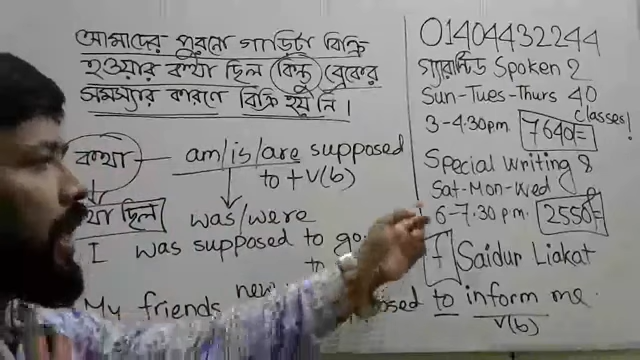 আমাদের পুরনো গাড়িটা বিক্রি
হওয়ার কথা ছিল কিন্তু ব্রেকের
সমস্যার কারণে বিক্রি হয় নি।
কথা — am/is/are supposed
to + V(b)
কথা ছিল was/were
I was supposed to go
to
My friends supposed to inform me.
V(b)
01404432244
গ্যারান্টিড Spoken 2
Sun-Tues-Thurs 40
classes!
3-4.30pm 7640=
Special writing 8
Sat-Mon-Wed
6-7.30 p.m. 2550/=
f Saidur Liakat